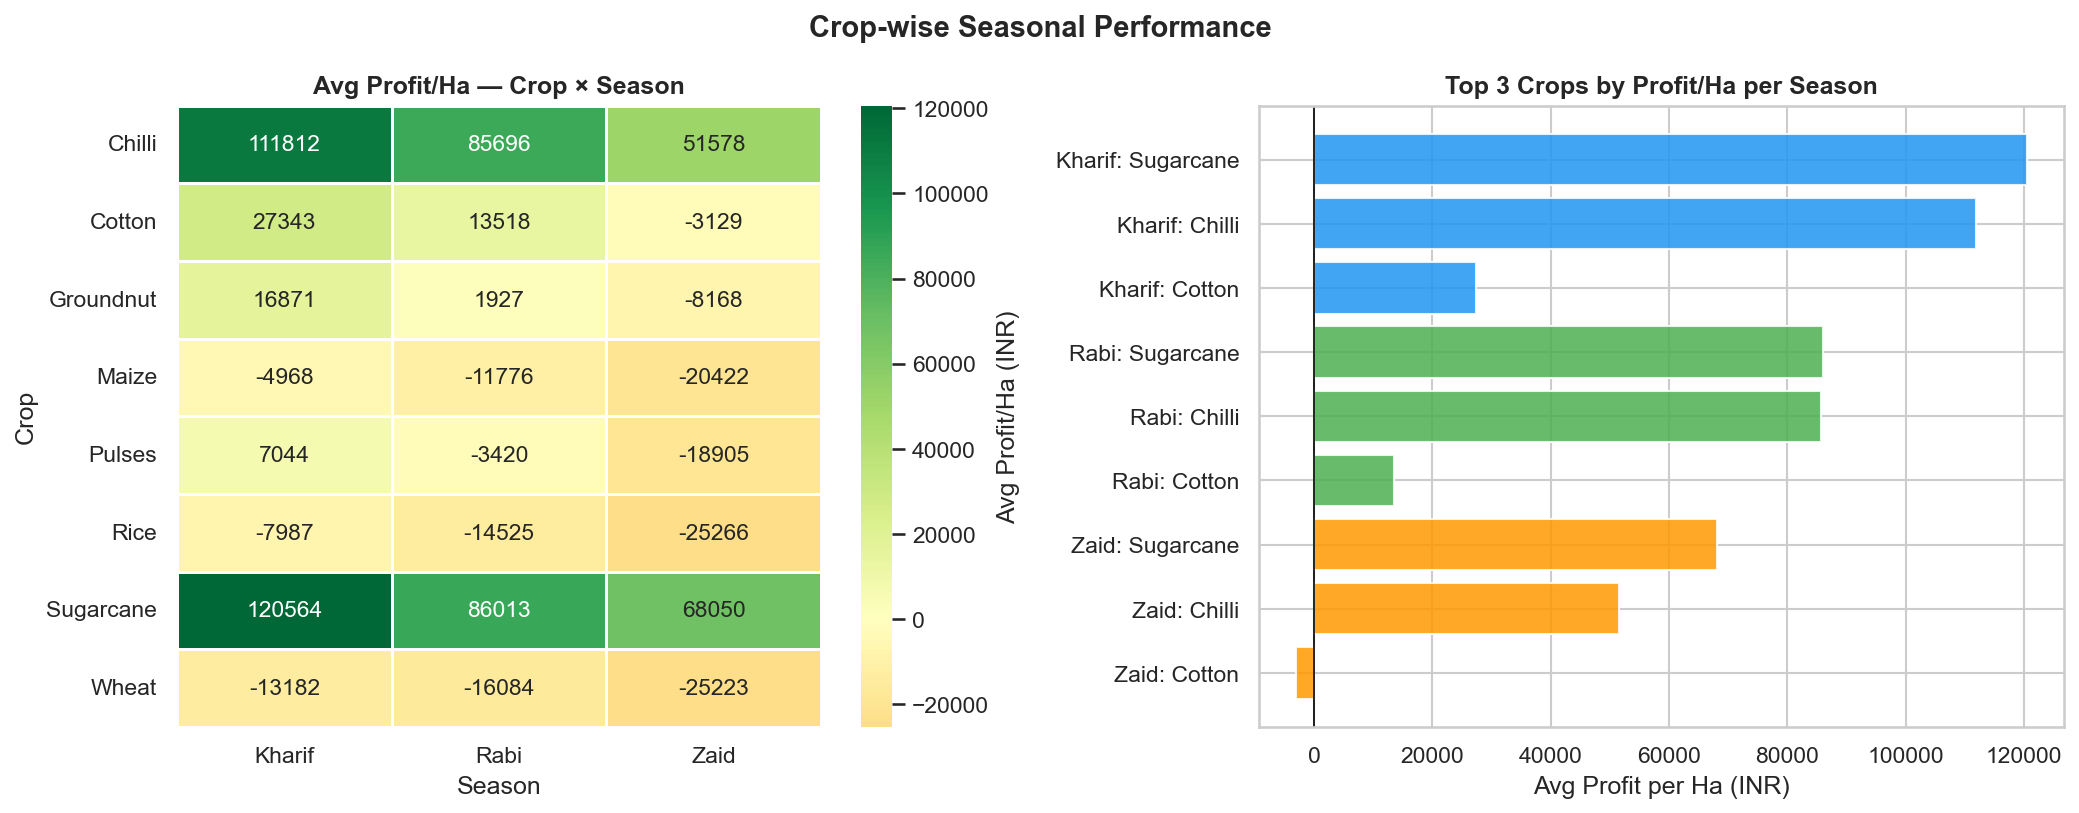 Crop-wise Seasonal Performance
Avg Profit/Ha — Crop × Season
Crop
Chilli 111812 85696 51578
Cotton 27343 13518 -3129
Groundnut 16871 1927 -8168
Maize -4968 -11776 -20422
Pulses 7044 -3420 -18905
Rice -7987 -14525 -25266
Sugarcane 120564 86013 68050
Wheat -13182 -16084 -25223
Kharif Rabi Zaid
Season
120000
100000
80000
60000
40000
20000
0
−20000
Avg Profit/Ha (INR)
Top 3 Crops by Profit/Ha per Season
Kharif: Sugarcane
Kharif: Chilli
Kharif: Cotton
Rabi: Sugarcane
Rabi: Chilli
Rabi: Cotton
Zaid: Sugarcane
Zaid: Chilli
Zaid: Cotton
0 20000 40000 60000 80000 100000 120000
Avg Profit per Ha (INR)